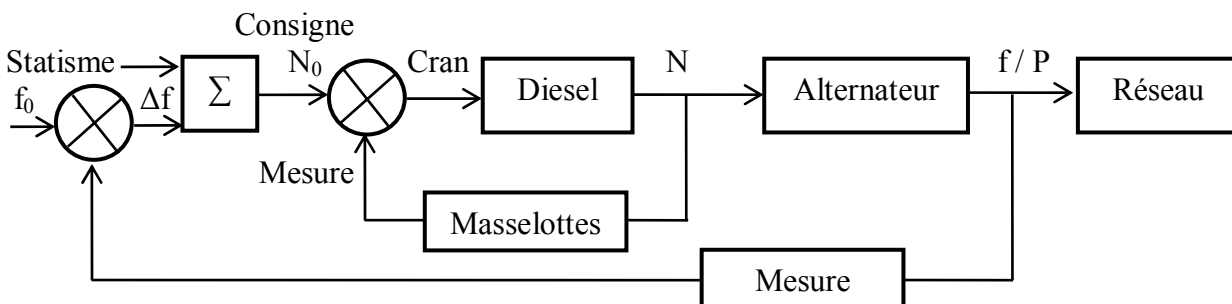 Consigne
Statisme
f₀
Δf
Σ
N₀
Cran
Diesel
N
Alternateur
f / P
Réseau
Mesure
Masselottes
Mesure